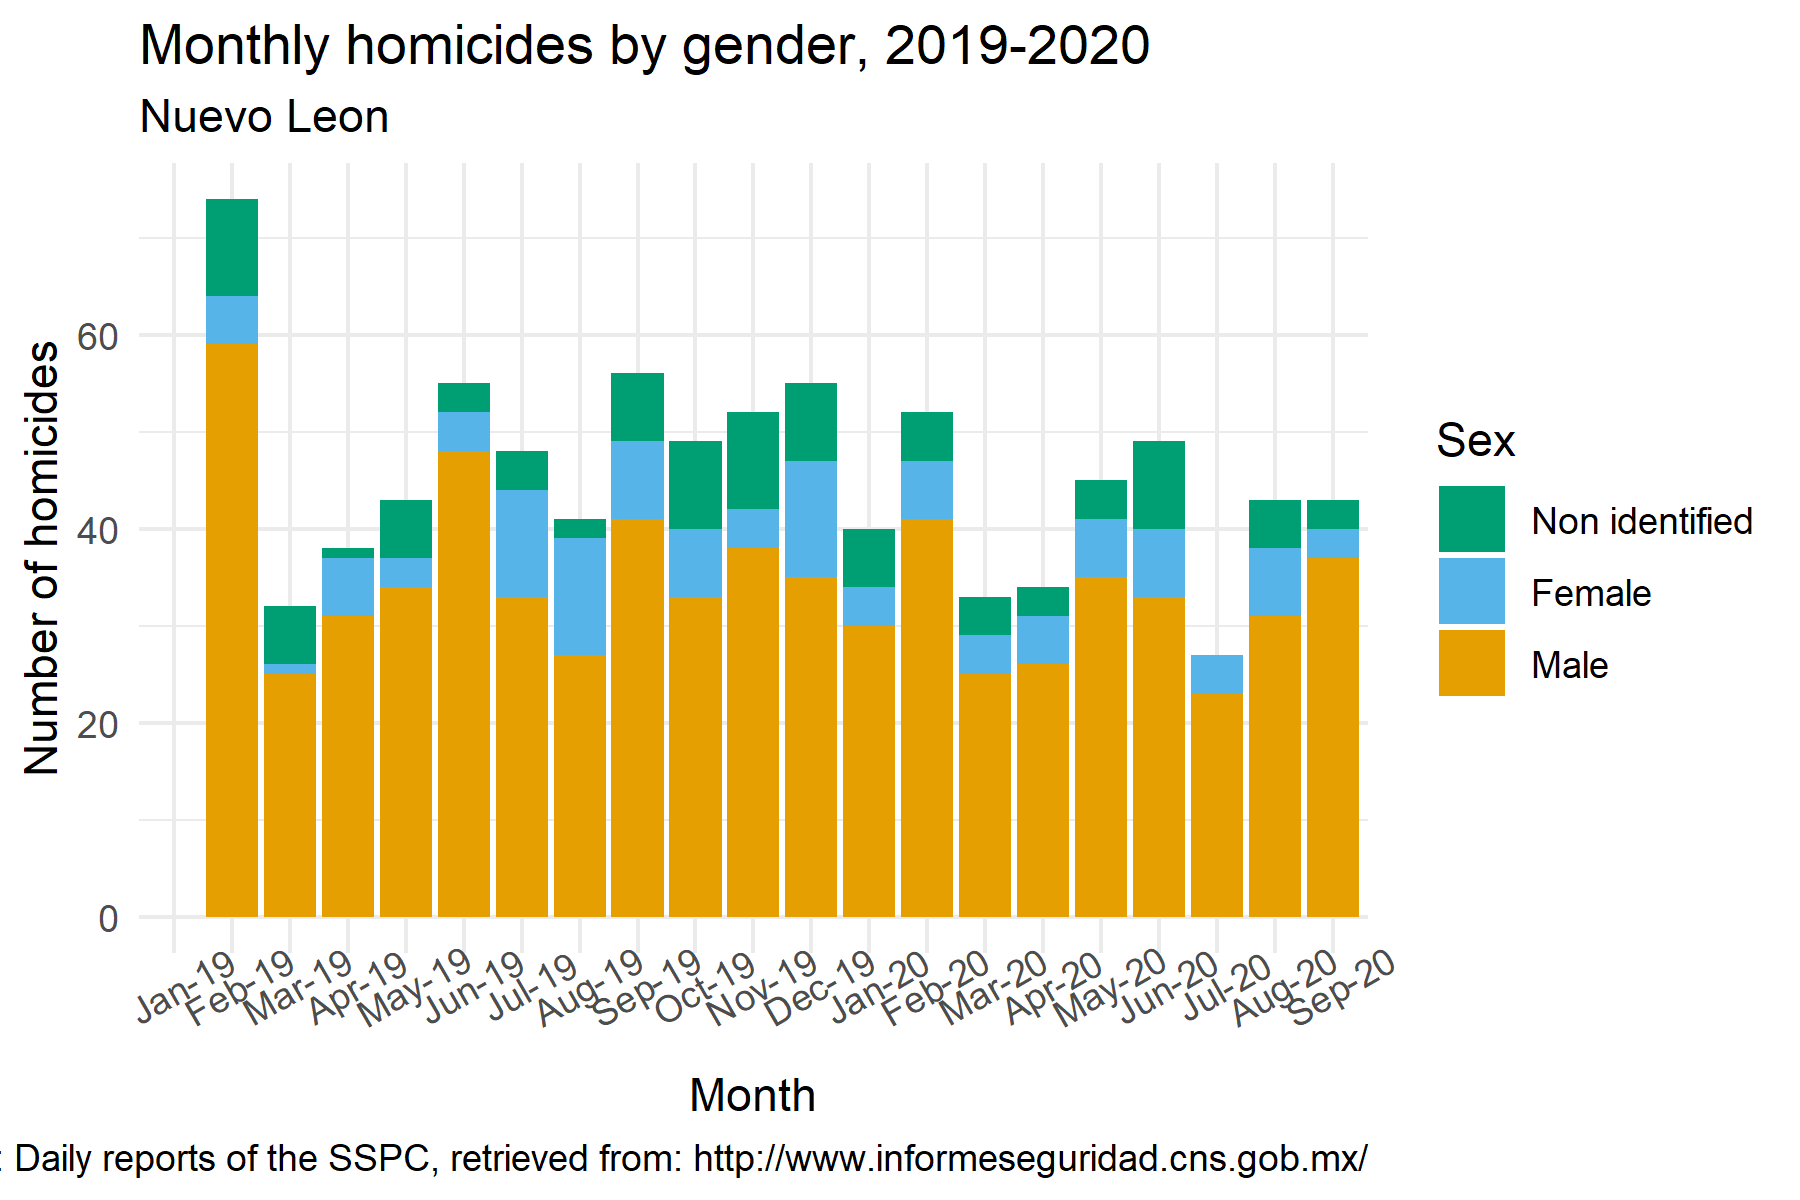 Monthly homicides by gender, 2019-2020
Nuevo Leon
Number of homicides
60
40
20
0
Jan-19
Feb-19
Mar-19
Apr-19
May-19
Jun-19
Jul-19
Aug-19
Sep-19
Oct-19
Nov-19
Dec-19
Jan-20
Feb-20
Mar-20
Apr-20
May-20
Jun-20
Jul-20
Aug-20
Sep-20
Month
Sex
Non identified
Female
Male
: Daily reports of the SSPC, retrieved from: http://www.informeseguridad.cns.gob.mx/